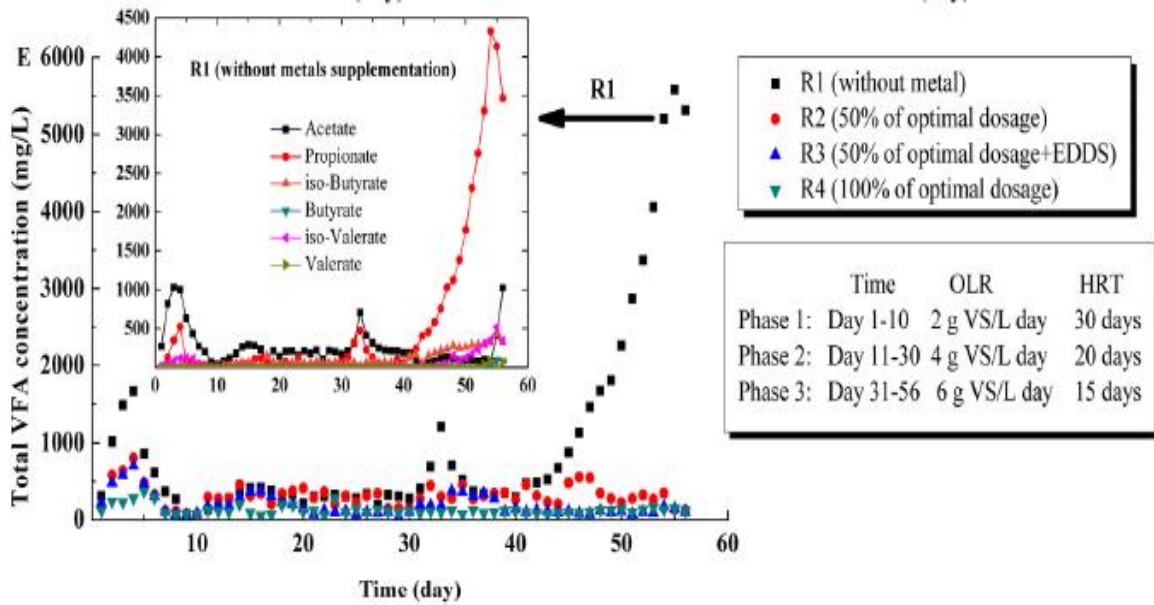 E
Total VFA concentration (mg/L)
6000
5000
4000
3000
2000
1000
0
10
20
30
40
50
60
Time (day)
4500
4000
3500
3000
2500
2000
1500
1000
500
0
10
20
30
40
50
60
R1 (without metals supplementation)
Acetate
Propionate
iso-Butyrate
Butyrate
iso-Valerate
Valerate
R1
R1 (without metal)
R2 (50% of optimal dosage)
R3 (50% of optimal dosage+EDDS)
R4 (100% of optimal dosage)
Time OLR HRT
Phase 1: Day 1-10 2 g VS/L day 30 days
Phase 2: Day 11-30 4 g VS/L day 20 days
Phase 3: Day 31-56 6 g VS/L day 15 days